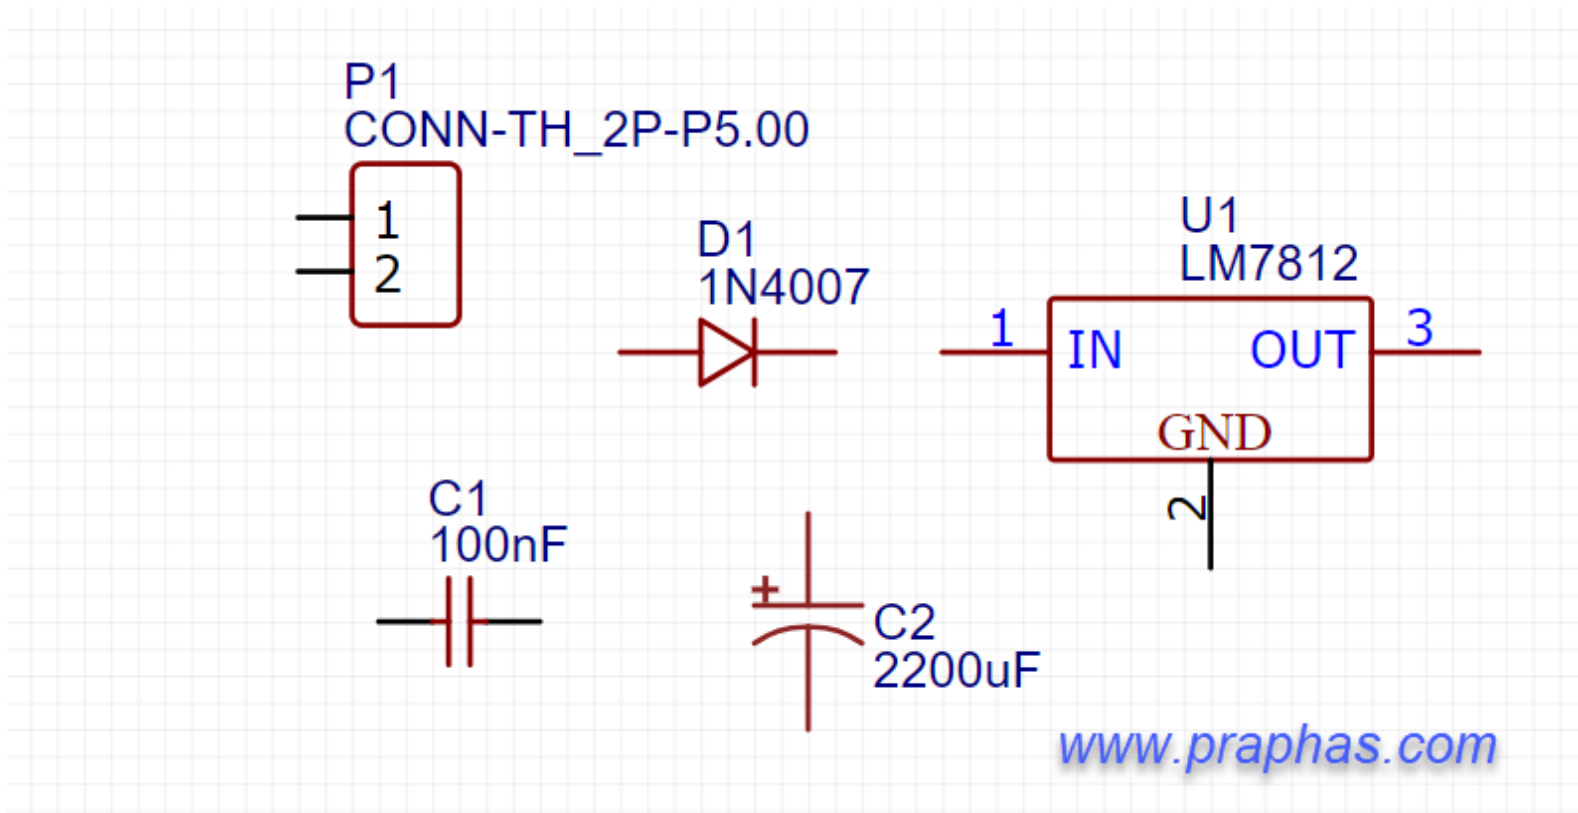 P1
CONN-TH_2P-P5.00
1
2
D1
1N4007
U1
LM7812
1
IN
OUT
3
GND
2
C1
100nF
+
C2
2200uF
www.praphas.com